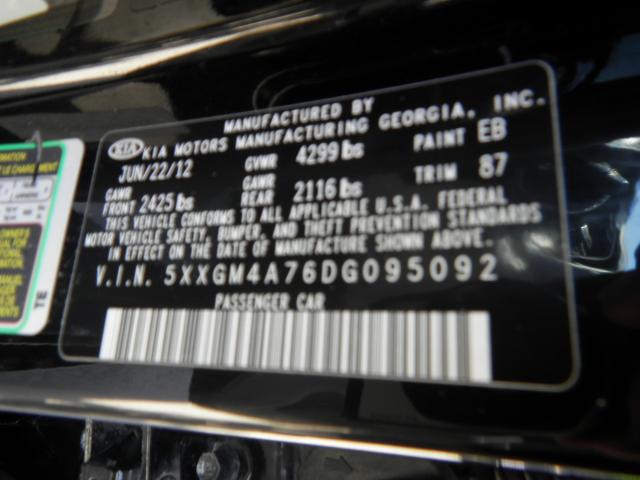 MANUFACTURED BY
KIA KIA MOTORS MANUFACTURING GEORGIA, INC.
JUN/22/12 GVWR 4299 lbs PAINT EB
GAWR FRONT 2425 lbs GAWR REAR 2116 lbs TRIM 87
THIS VEHICLE CONFORMS TO ALL APPLICABLE U.S.A. FEDERAL
MOTOR VEHICLE SAFETY, BUMPER, AND THEFT PREVENTION STANDARDS
IN EFFECT ON THE DATE OF MANUFACTURE SHOWN ABOVE.
V.I.N. 5XXGM4A76DG095092
PASSENGER CAR